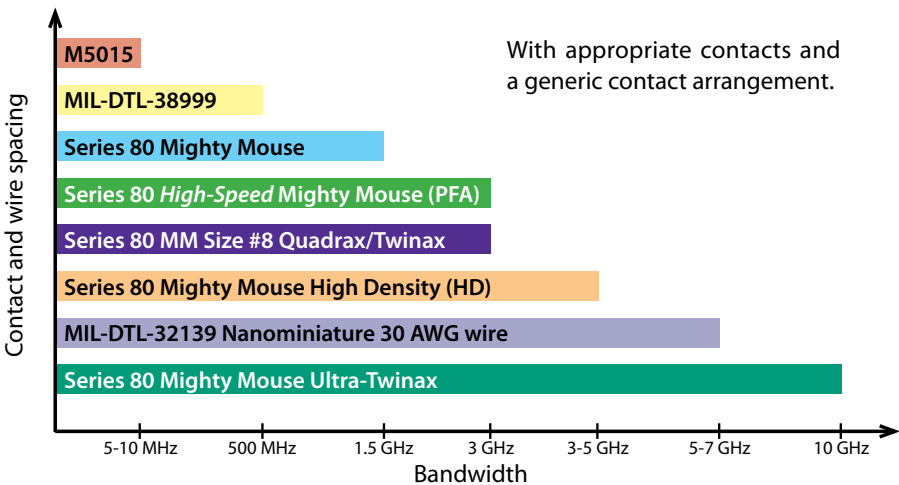 Contact and wire spacing
With appropriate contacts and
a generic contact arrangement.
M5015
MIL-DTL-38999
Series 80 Mighty Mouse
Series 80 High-Speed Mighty Mouse (PFA)
Series 80 MM Size #8 Quadrax/Twinax
Series 80 Mighty Mouse High Density (HD)
MIL-DTL-32139 Nanominiature 30 AWG wire
Series 80 Mighty Mouse Ultra-Twinax
5-10 MHz
500 MHz
1.5 GHz
3 GHz
3-5 GHz
5-7 GHz
10 GHz
Bandwidth